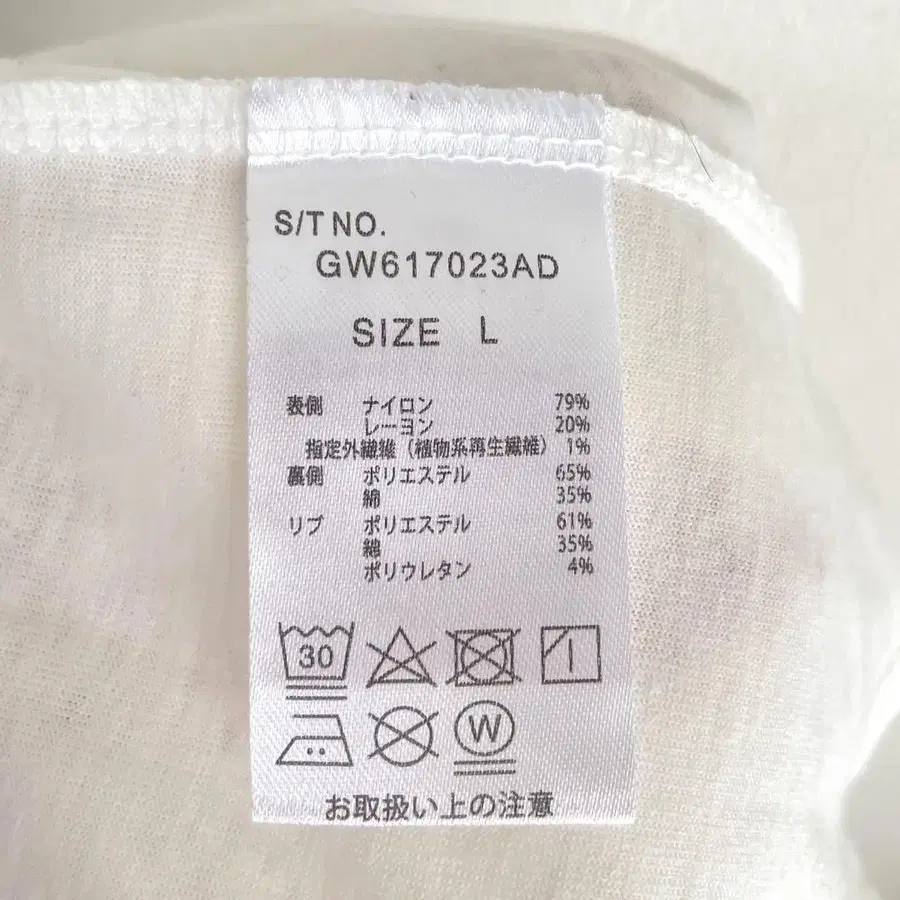 S/T NO.
GW617023AD
SIZE L
表側 ナイロン 79%
レーヨン 20%
指定外繊維（植物系再生繊維） 1%
裏側 ポリエステル 65%
綿 35%
リブ ポリエステル 61%
綿 35%
ポリウレタン 4%
30
W
お取扱い上の注意